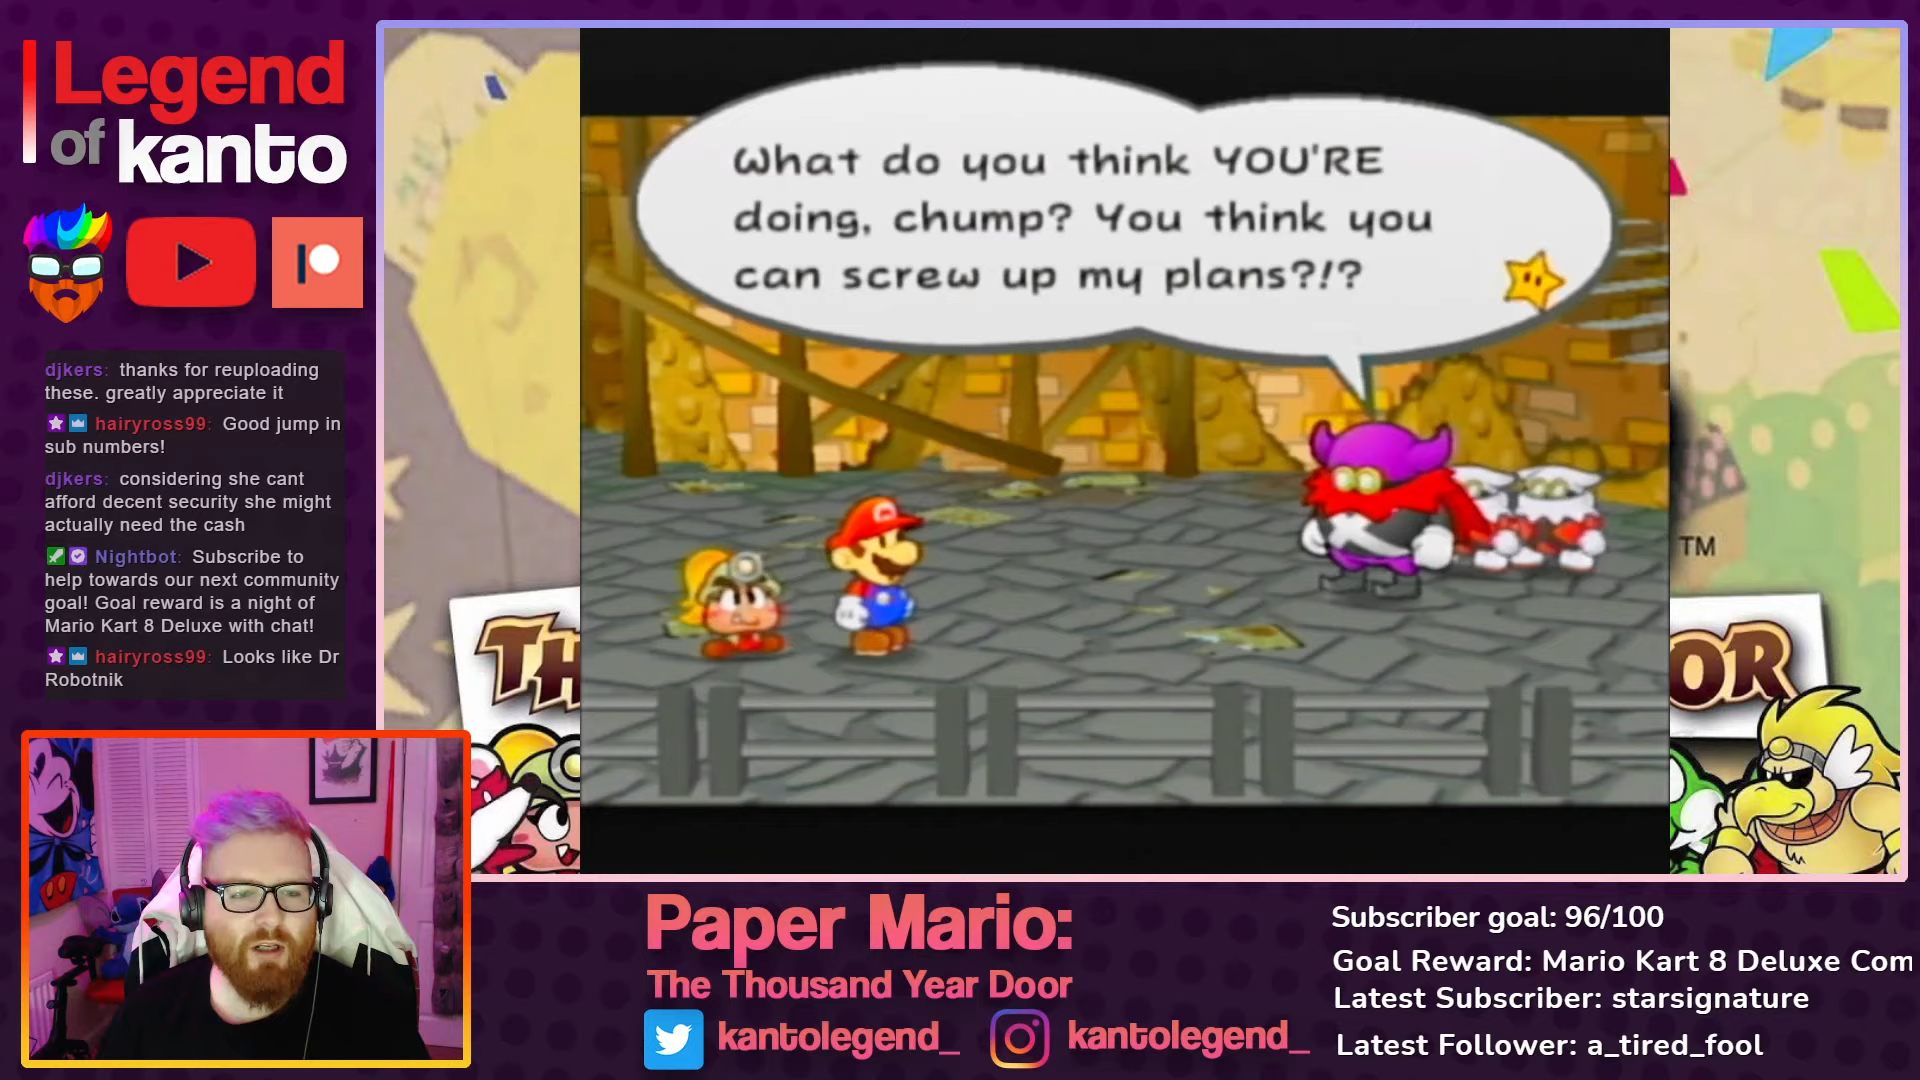 Legend
of kanto
djkers: thanks for reuploading
these. greatly appreciate it
hairyross99: Good jump in
sub numbers!
djkers: considering she cant
afford decent security she might
actually need the cash
Nightbot: Subscribe to
help towards our next community
goal! Goal reward is a night of
Mario Kart 8 Deluxe with chat!
hairyross99: Looks like Dr
Robotnik
What do you think YOU'RE
doing, chump? You think you
can screw up my plans?!?
TM
TH
OR
Paper Mario:
The Thousand Year Door
kantolegend_ kantolegend_
Subscriber goal: 96/100
Goal Reward: Mario Kart 8 Deluxe Com
Latest Subscriber: starsignature
Latest Follower: a_tired_fool